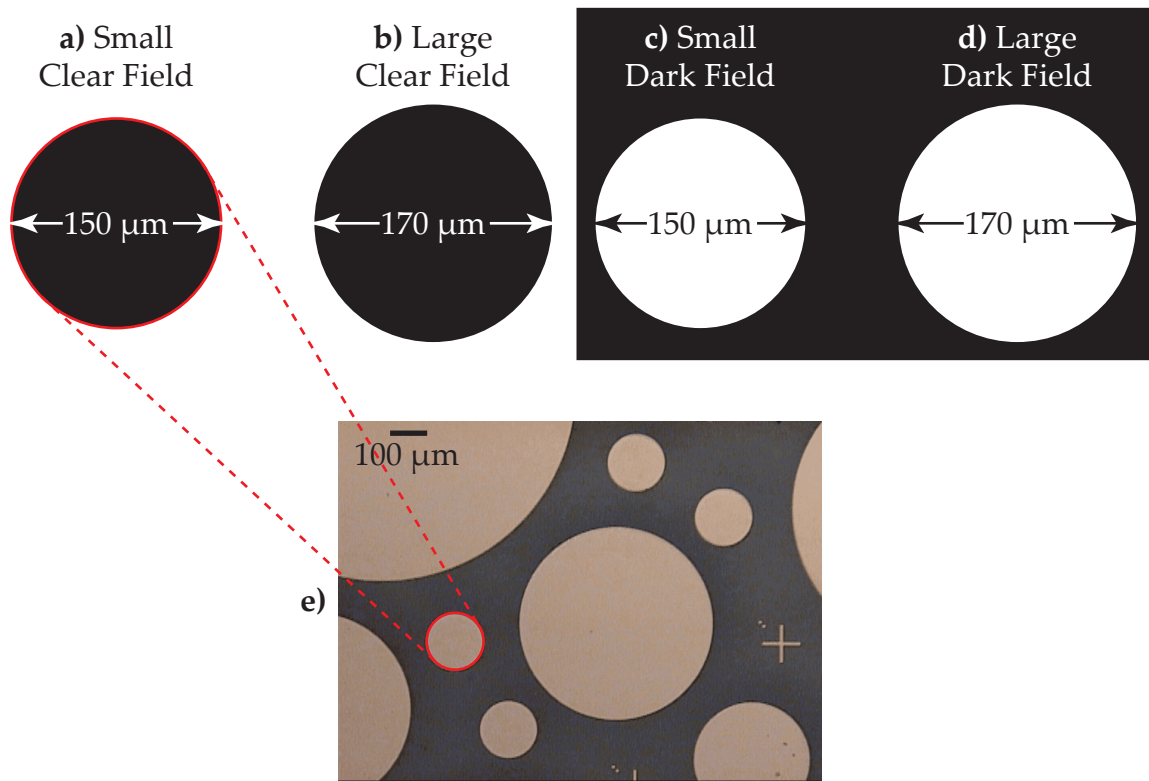 a) Small
Clear Field
b) Large
Clear Field
c) Small
Dark Field
d) Large
Dark Field
150 µm
170 µm
150 µm
170 µm
100 µm
e)